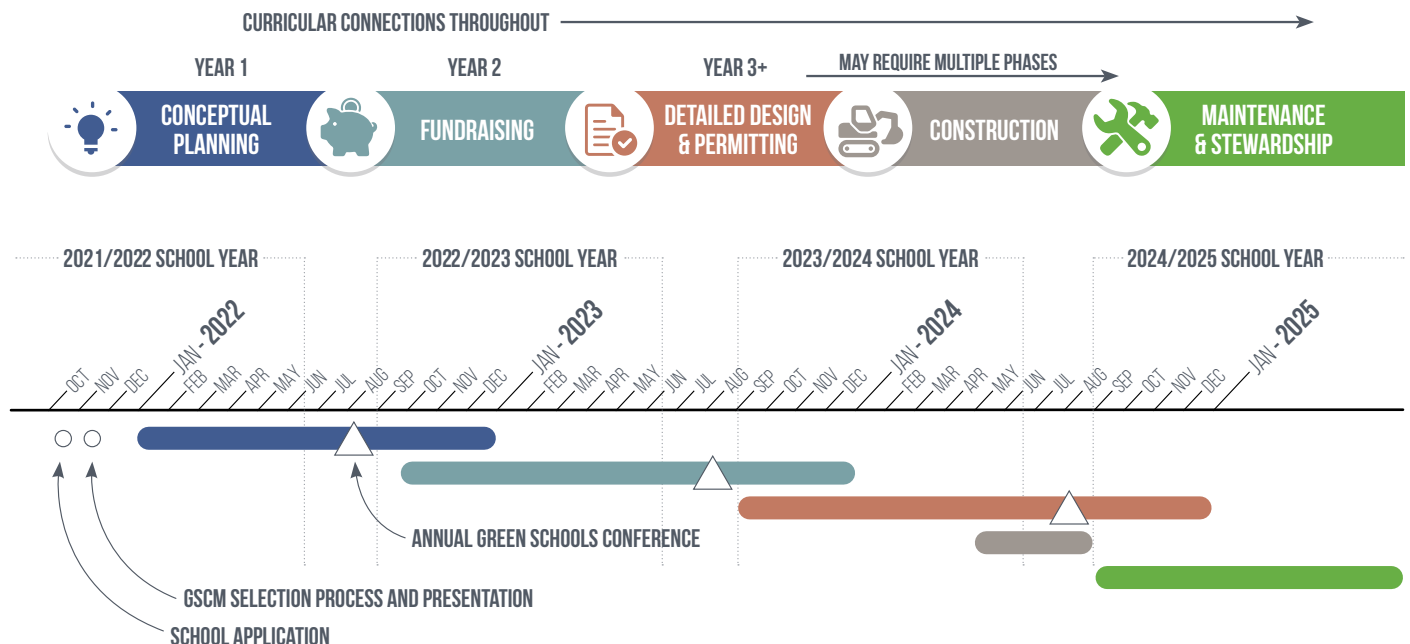 CURRICULAR CONNECTIONS THROUGHOUT
YEAR 1
YEAR 2
YEAR 3+
MAY REQUIRE MULTIPLE PHASES
CONCEPTUAL
PLANNING
FUNDRAISING
DETAILED DESIGN
& PERMITTING
CONSTRUCTION
MAINTENANCE
& STEWARDSHIP
2021/2022 SCHOOL YEAR
2022/2023 SCHOOL YEAR
2023/2024 SCHOOL YEAR
2024/2025 SCHOOL YEAR
OCT
NOV
DEC
JAN - 2022
FEB
MAR
APR
MAY
JUN
JUL
AUG
SEP
OCT
NOV
DEC
JAN - 2023
FEB
MAR
APR
MAY
JUN
JUL
AUG
SEP
OCT
NOV
DEC
JAN - 2024
FEB
MAR
APR
MAY
JUN
JUL
AUG
SEP
OCT
NOV
DEC
JAN - 2025
ANNUAL GREEN SCHOOLS CONFERENCE
GSCM SELECTION PROCESS AND PRESENTATION
SCHOOL APPLICATION